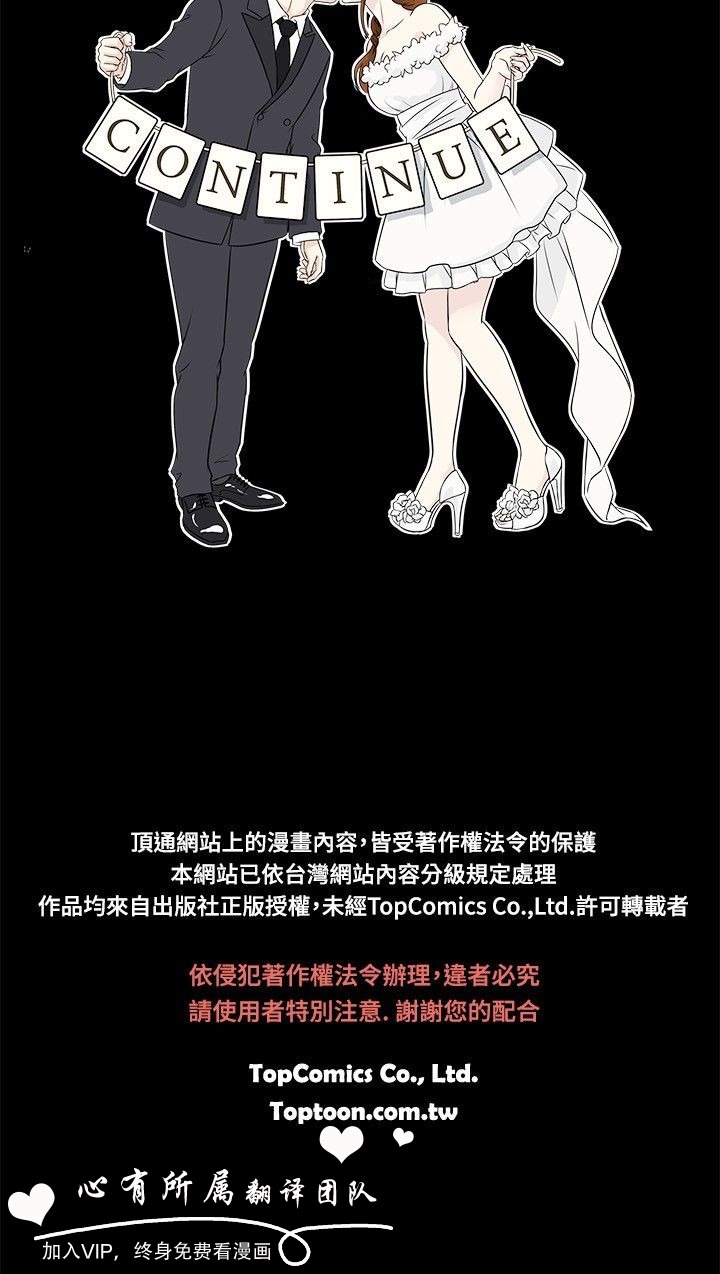 CONTINUE
頂通網站上的漫畫內容,皆受著作權法令的保護
本網站已依台灣網站內容分級規定處理
作品均來自出版社正版授權,未經TopComics Co.,Ltd.許可轉載者
依侵犯著作權法令辦理,違者必究
請使用者特別注意. 謝謝您的配合
TopComics Co., Ltd.
Toptoon.com.tw
心有所属翻译团队
加入VIP，终身免费看漫画